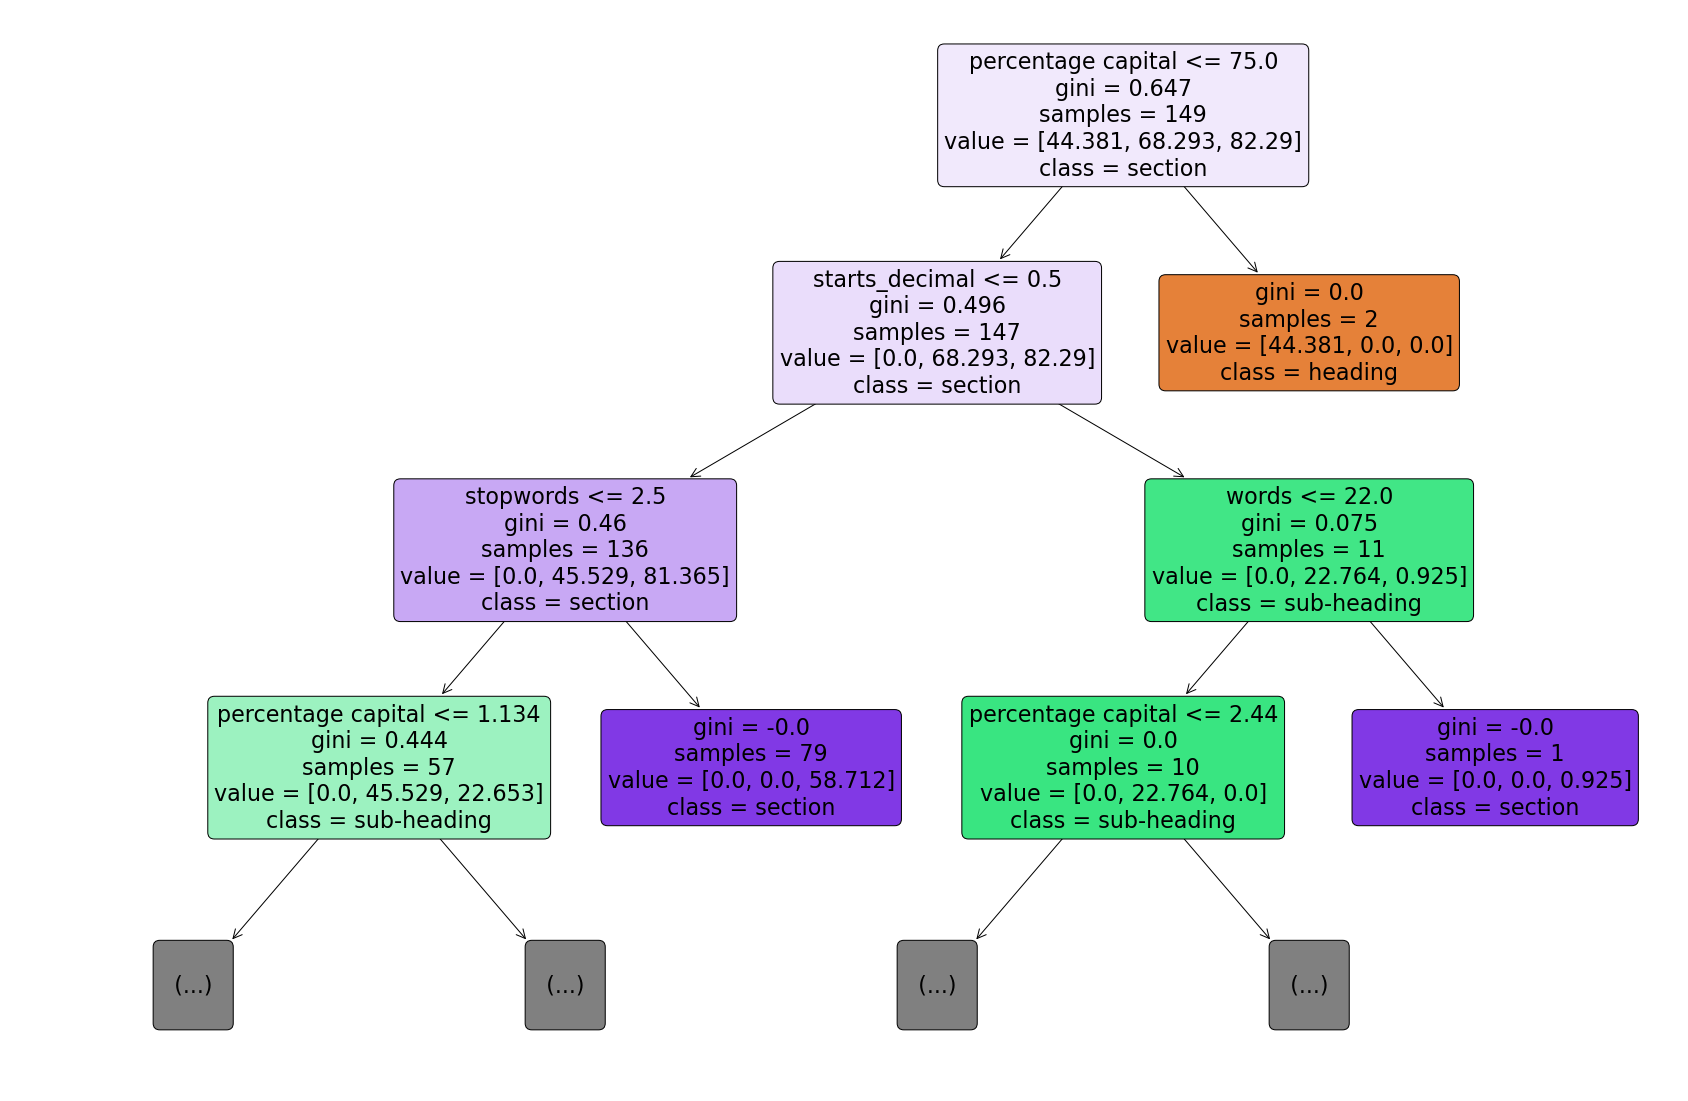 percentage capital <= 75.0
gini = 0.647
samples = 149
value = [44.381, 68.293, 82.29]
class = section
starts_decimal <= 0.5
gini = 0.496
samples = 147
value = [0.0, 68.293, 82.29]
class = section
gini = 0.0
samples = 2
value = [44.381, 0.0, 0.0]
class = heading
stopwords <= 2.5
gini = 0.46
samples = 136
value = [0.0, 45.529, 81.365]
class = section
words <= 22.0
gini = 0.075
samples = 11
value = [0.0, 22.764, 0.925]
class = sub-heading
percentage capital <= 1.134
gini = 0.444
samples = 57
value = [0.0, 45.529, 22.653]
class = sub-heading
gini = -0.0
samples = 79
value = [0.0, 0.0, 58.712]
class = section
percentage capital <= 2.44
gini = 0.0
samples = 10
value = [0.0, 22.764, 0.0]
class = sub-heading
gini = -0.0
samples = 1
value = [0.0, 0.0, 0.925]
class = section
(...)
(...)
(...)
(...)